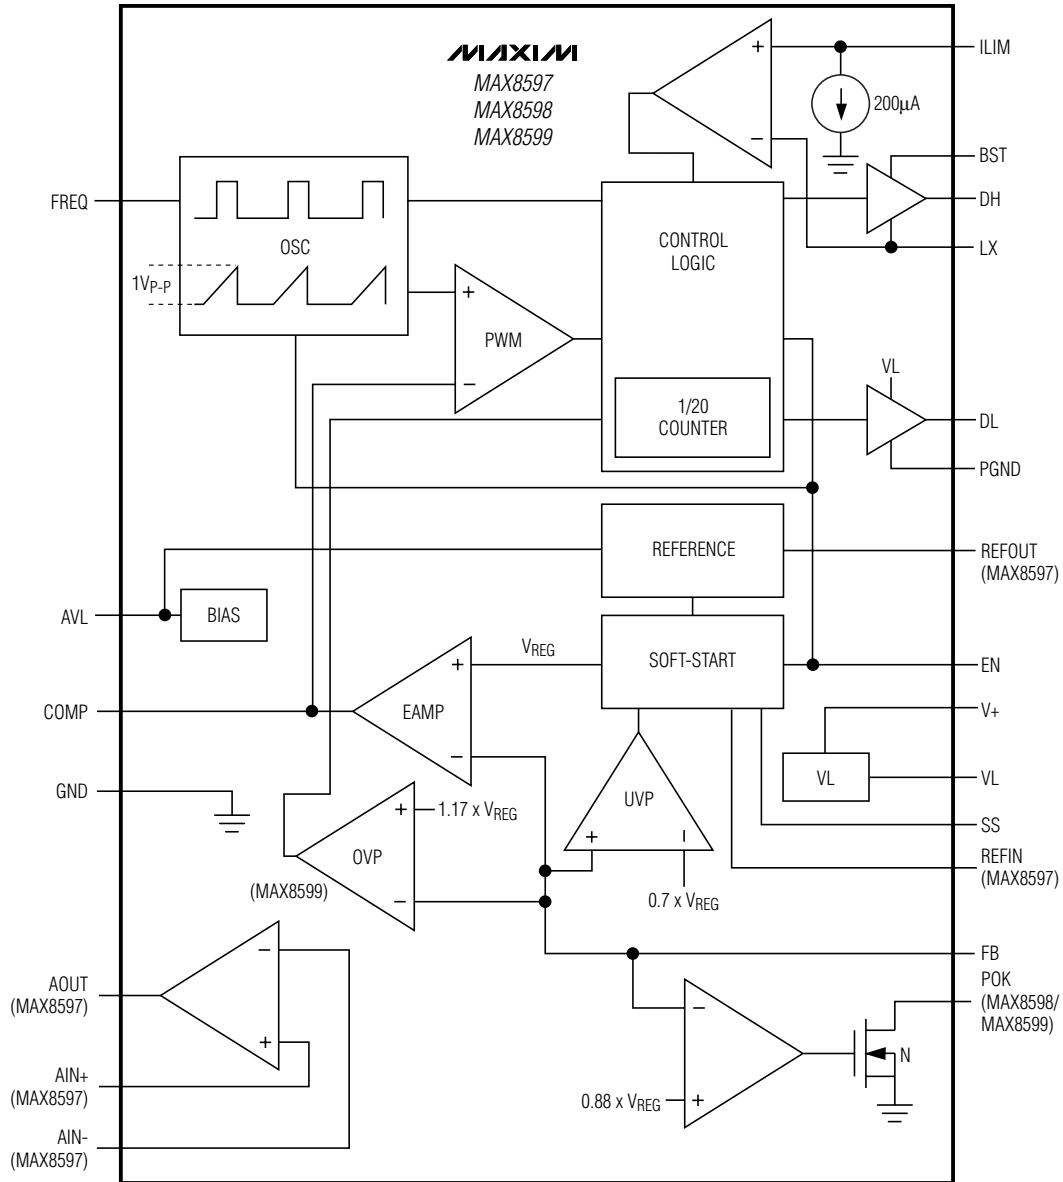 MAXIM
MAX8597
MAX8598
MAX8599
+
ILIM
200µA
−
BST
FREQ
DH
OSC
CONTROL
LOGIC
LX
1VP-P
+
PWM
−
VL
1/20
COUNTER
DL
PGND
REFERENCE
REFOUT
(MAX8597)
AVL
BIAS
VREG
SOFT-START
EN
+
COMP
EAMP
V+
−
VL
VL
GND
UVP
+
1.17 x VREG
SS
+
−
OVP
REFIN
(MAX8597)
(MAX8599)
−
0.7 x VREG
−
FB
AOUT
(MAX8597)
POK
(MAX8598/
MAX8599)
−
+
N
AIN+
(MAX8597)
0.88 x VREG
+
AIN-
(MAX8597)